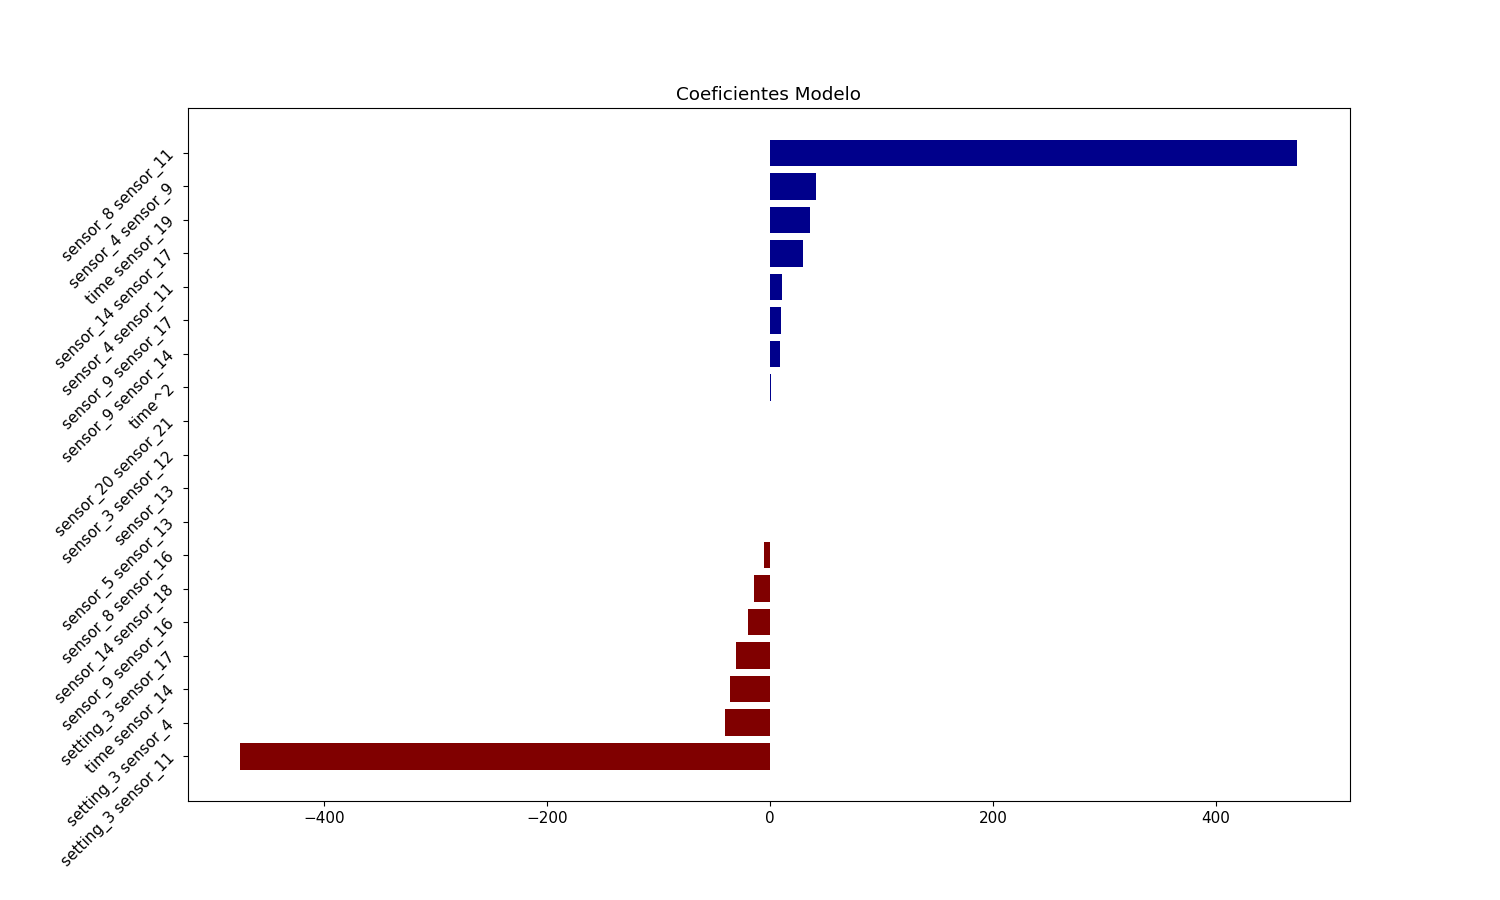 Coeficientes Modelo
sensor_8 sensor_11
sensor_4 sensor_9
time sensor_19
sensor_14 sensor_17
sensor_4 sensor_11
sensor_9 sensor_17
sensor_9 sensor_14
time^2
sensor_20 sensor_21
sensor_3 sensor_12
sensor_13
sensor_5 sensor_13
sensor_8 sensor_16
sensor_14 sensor_18
sensor_9 sensor_16
setting_3 sensor_17
time sensor_14
setting_3 sensor_4
setting_3 sensor_11
−400 −200 0 200 400